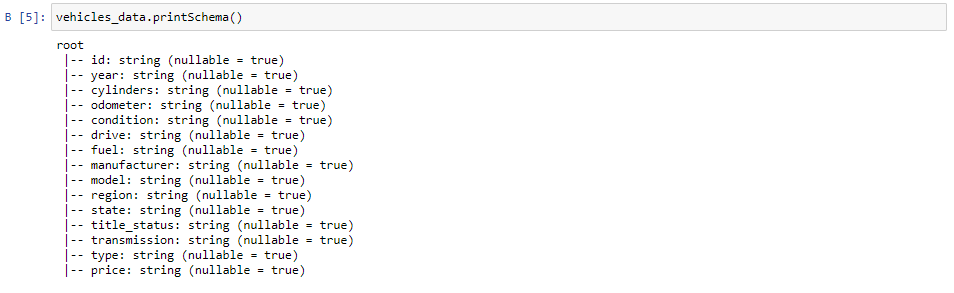 В [5]: vehicles_data.printSchema()
root
 |-- id: string (nullable = true)
 |-- year: string (nullable = true)
 |-- cylinders: string (nullable = true)
 |-- odometer: string (nullable = true)
 |-- condition: string (nullable = true)
 |-- drive: string (nullable = true)
 |-- fuel: string (nullable = true)
 |-- manufacturer: string (nullable = true)
 |-- model: string (nullable = true)
 |-- region: string (nullable = true)
 |-- state: string (nullable = true)
 |-- title_status: string (nullable = true)
 |-- transmission: string (nullable = true)
 |-- type: string (nullable = true)
 |-- price: string (nullable = true)